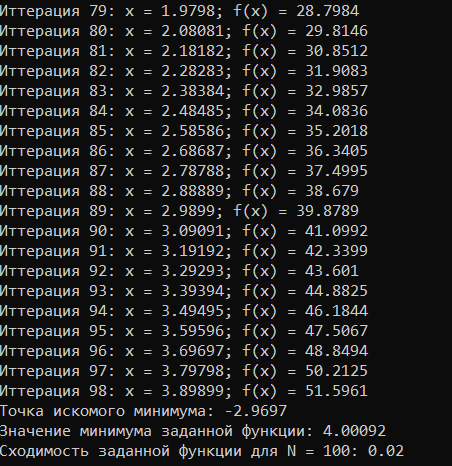 Иттерация 79: x = 1.9798; f(x) = 28.7984
Иттерация 80: x = 2.08081; f(x) = 29.8146
Иттерация 81: x = 2.18182; f(x) = 30.8512
Иттерация 82: x = 2.28283; f(x) = 31.9083
Иттерация 83: x = 2.38384; f(x) = 32.9857
Иттерация 84: x = 2.48485; f(x) = 34.0836
Иттерация 85: x = 2.58586; f(x) = 35.2018
Иттерация 86: x = 2.68687; f(x) = 36.3405
Иттерация 87: x = 2.78788; f(x) = 37.4995
Иттерация 88: x = 2.88889; f(x) = 38.679
Иттерация 89: x = 2.9899; f(x) = 39.8789
Иттерация 90: x = 3.09091; f(x) = 41.0992
Иттерация 91: x = 3.19192; f(x) = 42.3399
Иттерация 92: x = 3.29293; f(x) = 43.601
Иттерация 93: x = 3.39394; f(x) = 44.8825
Иттерация 94: x = 3.49495; f(x) = 46.1844
Иттерация 95: x = 3.59596; f(x) = 47.5067
Иттерация 96: x = 3.69697; f(x) = 48.8494
Иттерация 97: x = 3.79798; f(x) = 50.2125
Иттерация 98: x = 3.89899; f(x) = 51.5961
Точка искомого минимума: -2.9697
Значение минимума заданной функции: 4.00092
Сходимость заданной функции для N = 100: 0.02